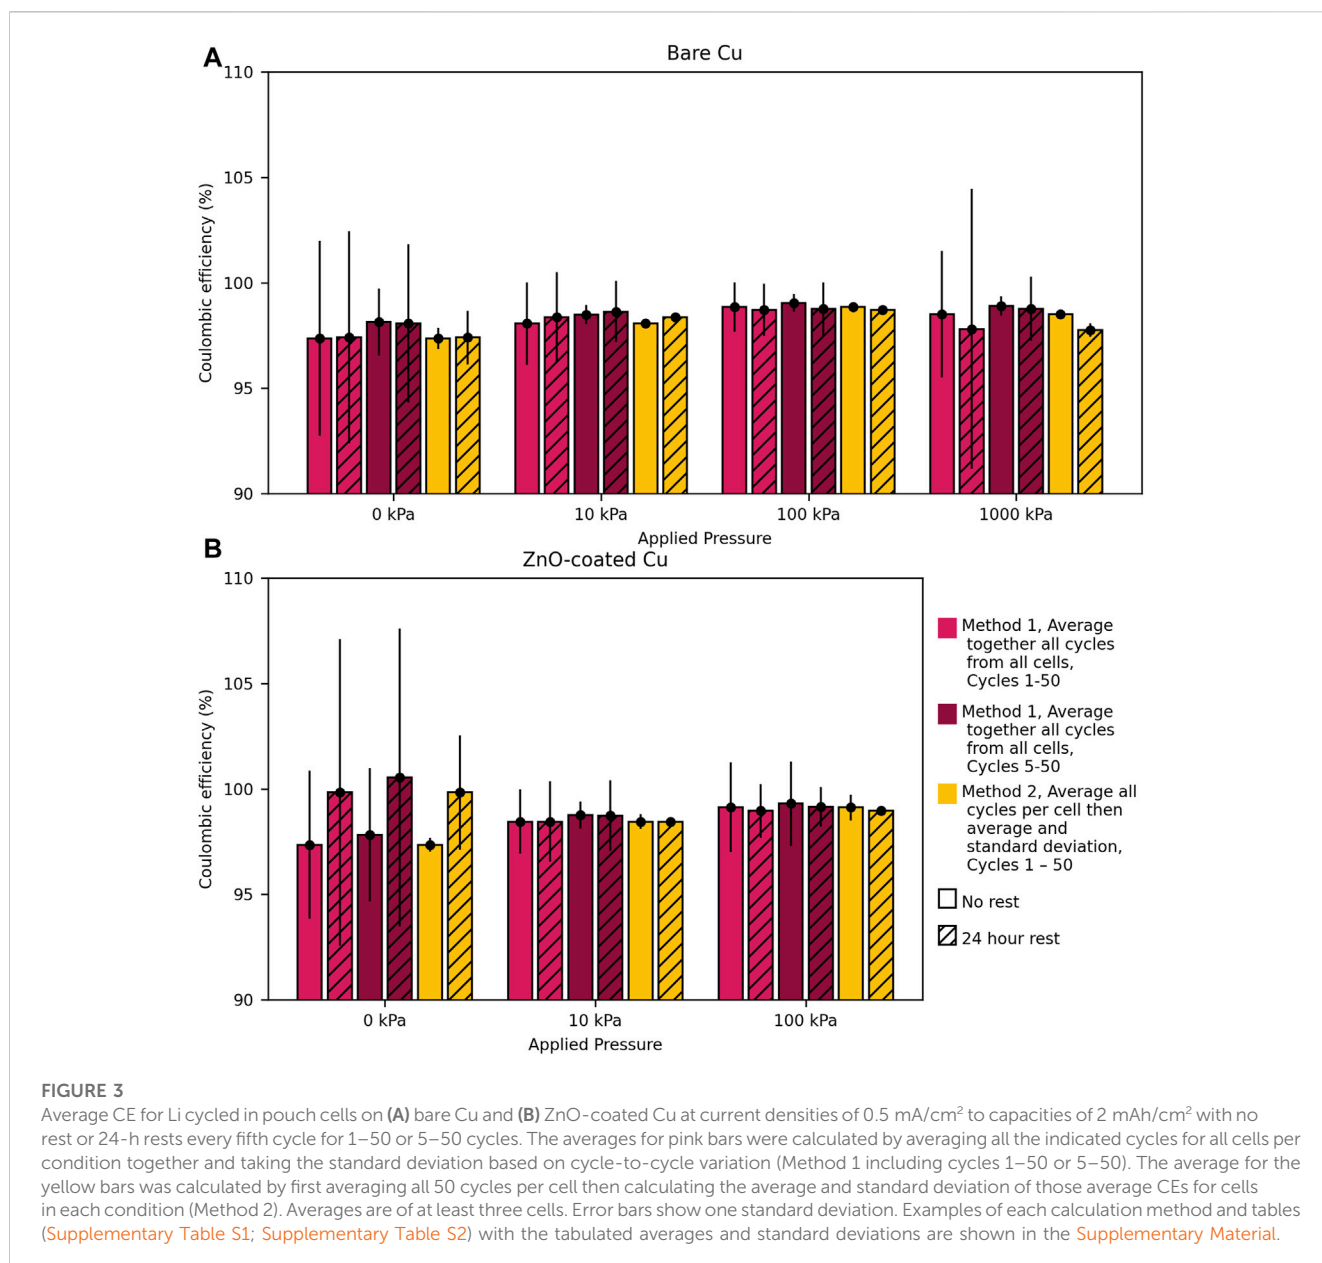 A
Bare Cu
110
105
100
95
90
Coulombic efficiency (%)
0 kPa
10 kPa
100 kPa
1000 kPa
Applied Pressure
B
ZnO-coated Cu
110
105
100
95
90
Coulombic efficiency (%)
0 kPa
10 kPa
100 kPa
Applied Pressure
Method 1, Average
together all cycles
from all cells,
Cycles 1-50
Method 1, Average
together all cycles
from all cells,
Cycles 5-50
Method 2, Average all
cycles per cell then
average and
standard deviation,
Cycles 1 – 50
No rest
24 hour rest
FIGURE 3
Average CE for Li cycled in pouch cells on (A) bare Cu and (B) ZnO-coated Cu at current densities of 0.5 mA/cm² to capacities of 2 mAh/cm² with no
rest or 24-h rests every fifth cycle for 1–50 or 5–50 cycles. The averages for pink bars were calculated by averaging all the indicated cycles for all cells per
condition together and taking the standard deviation based on cycle-to-cycle variation (Method 1 including cycles 1–50 or 5–50). The average for the
yellow bars was calculated by first averaging all 50 cycles per cell then calculating the average and standard deviation of those average CEs for cells
in each condition (Method 2). Averages are of at least three cells. Error bars show one standard deviation. Examples of each calculation method and tables
(Supplementary Table S1; Supplementary Table S2) with the tabulated averages and standard deviations are shown in the Supplementary Material.